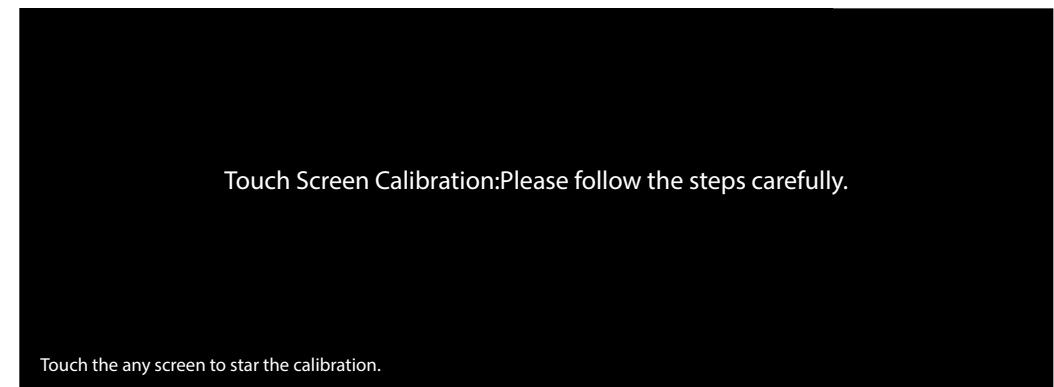 Touch Screen Calibration:Please follow the steps carefully.
Touch the any screen to star the calibration.